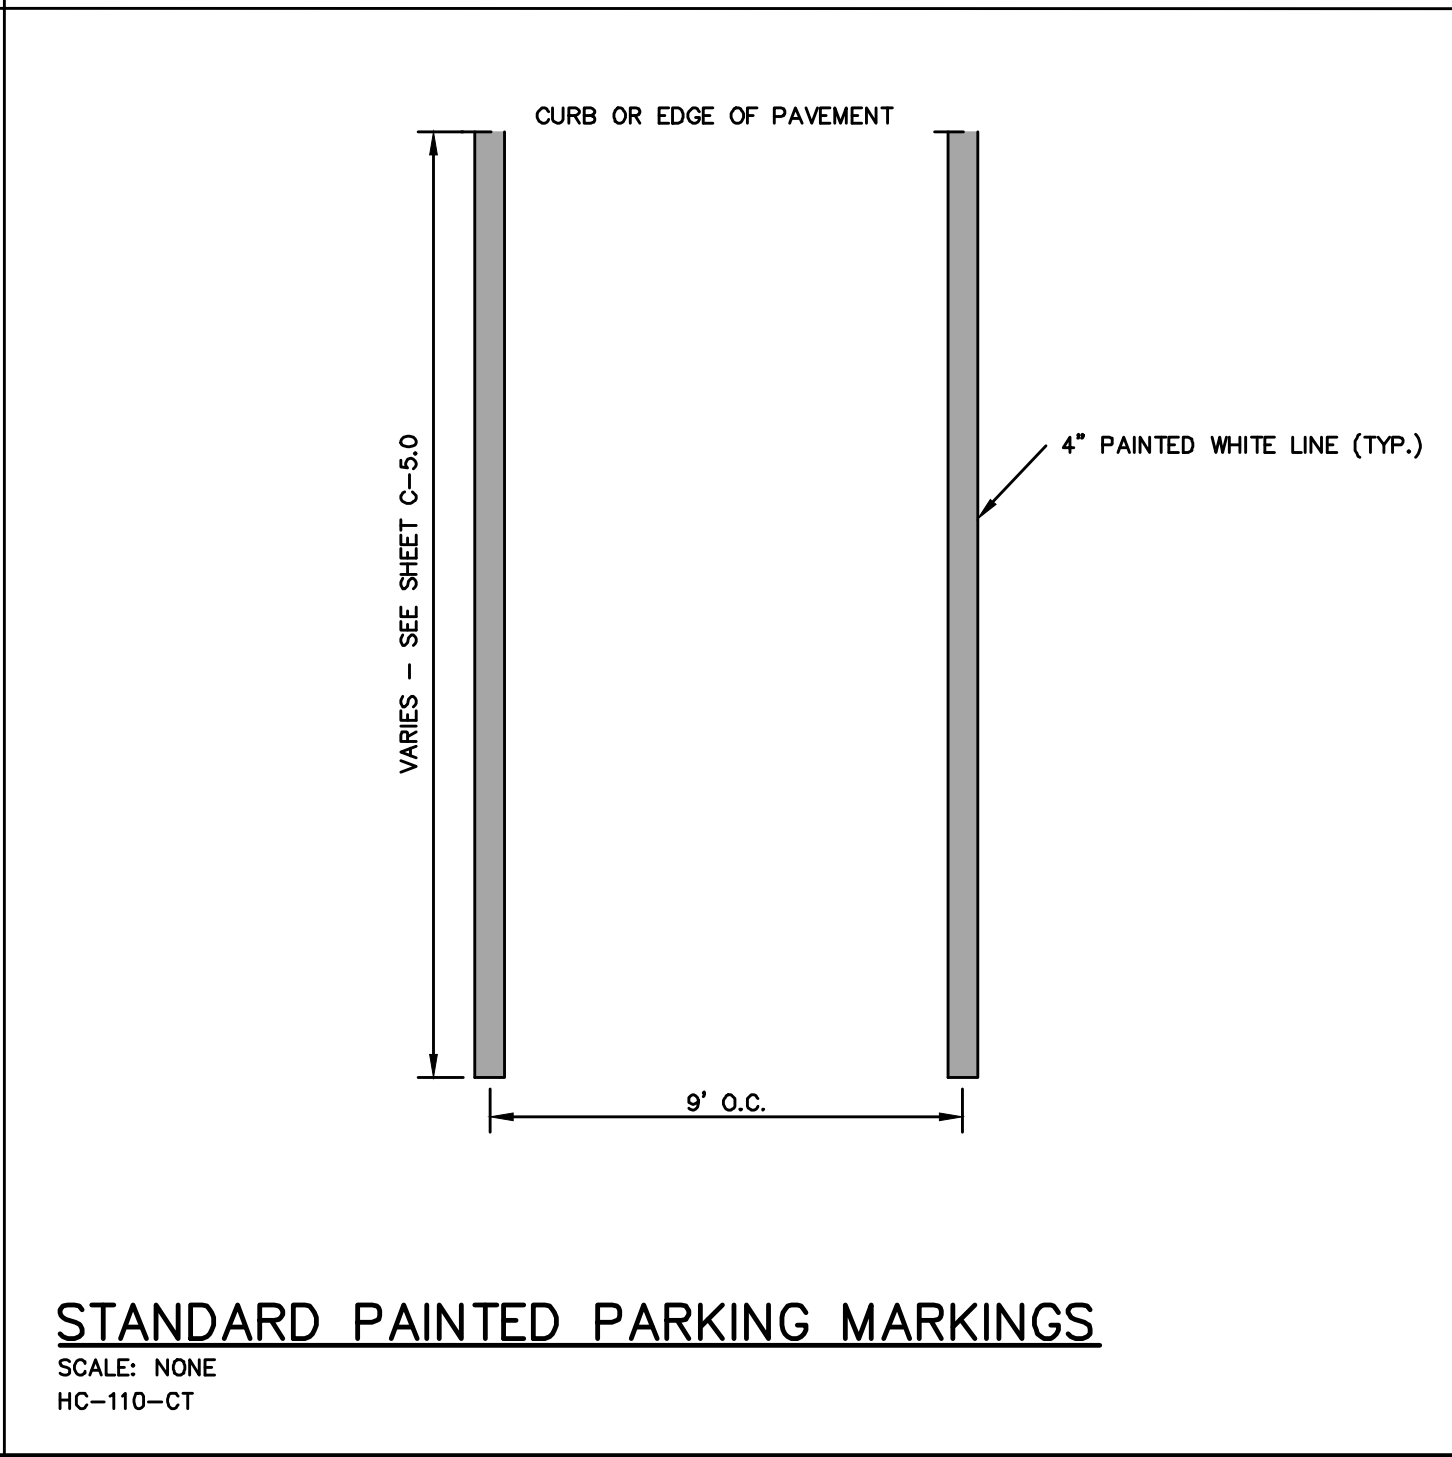 CURB OR EDGE OF PAVEMENT
VARIES - SEE SHEET C-5.0
4" PAINTED WHITE LINE (TYP.)
9' O.C.
STANDARD PAINTED PARKING MARKINGS
SCALE: NONE
HC-110-CT